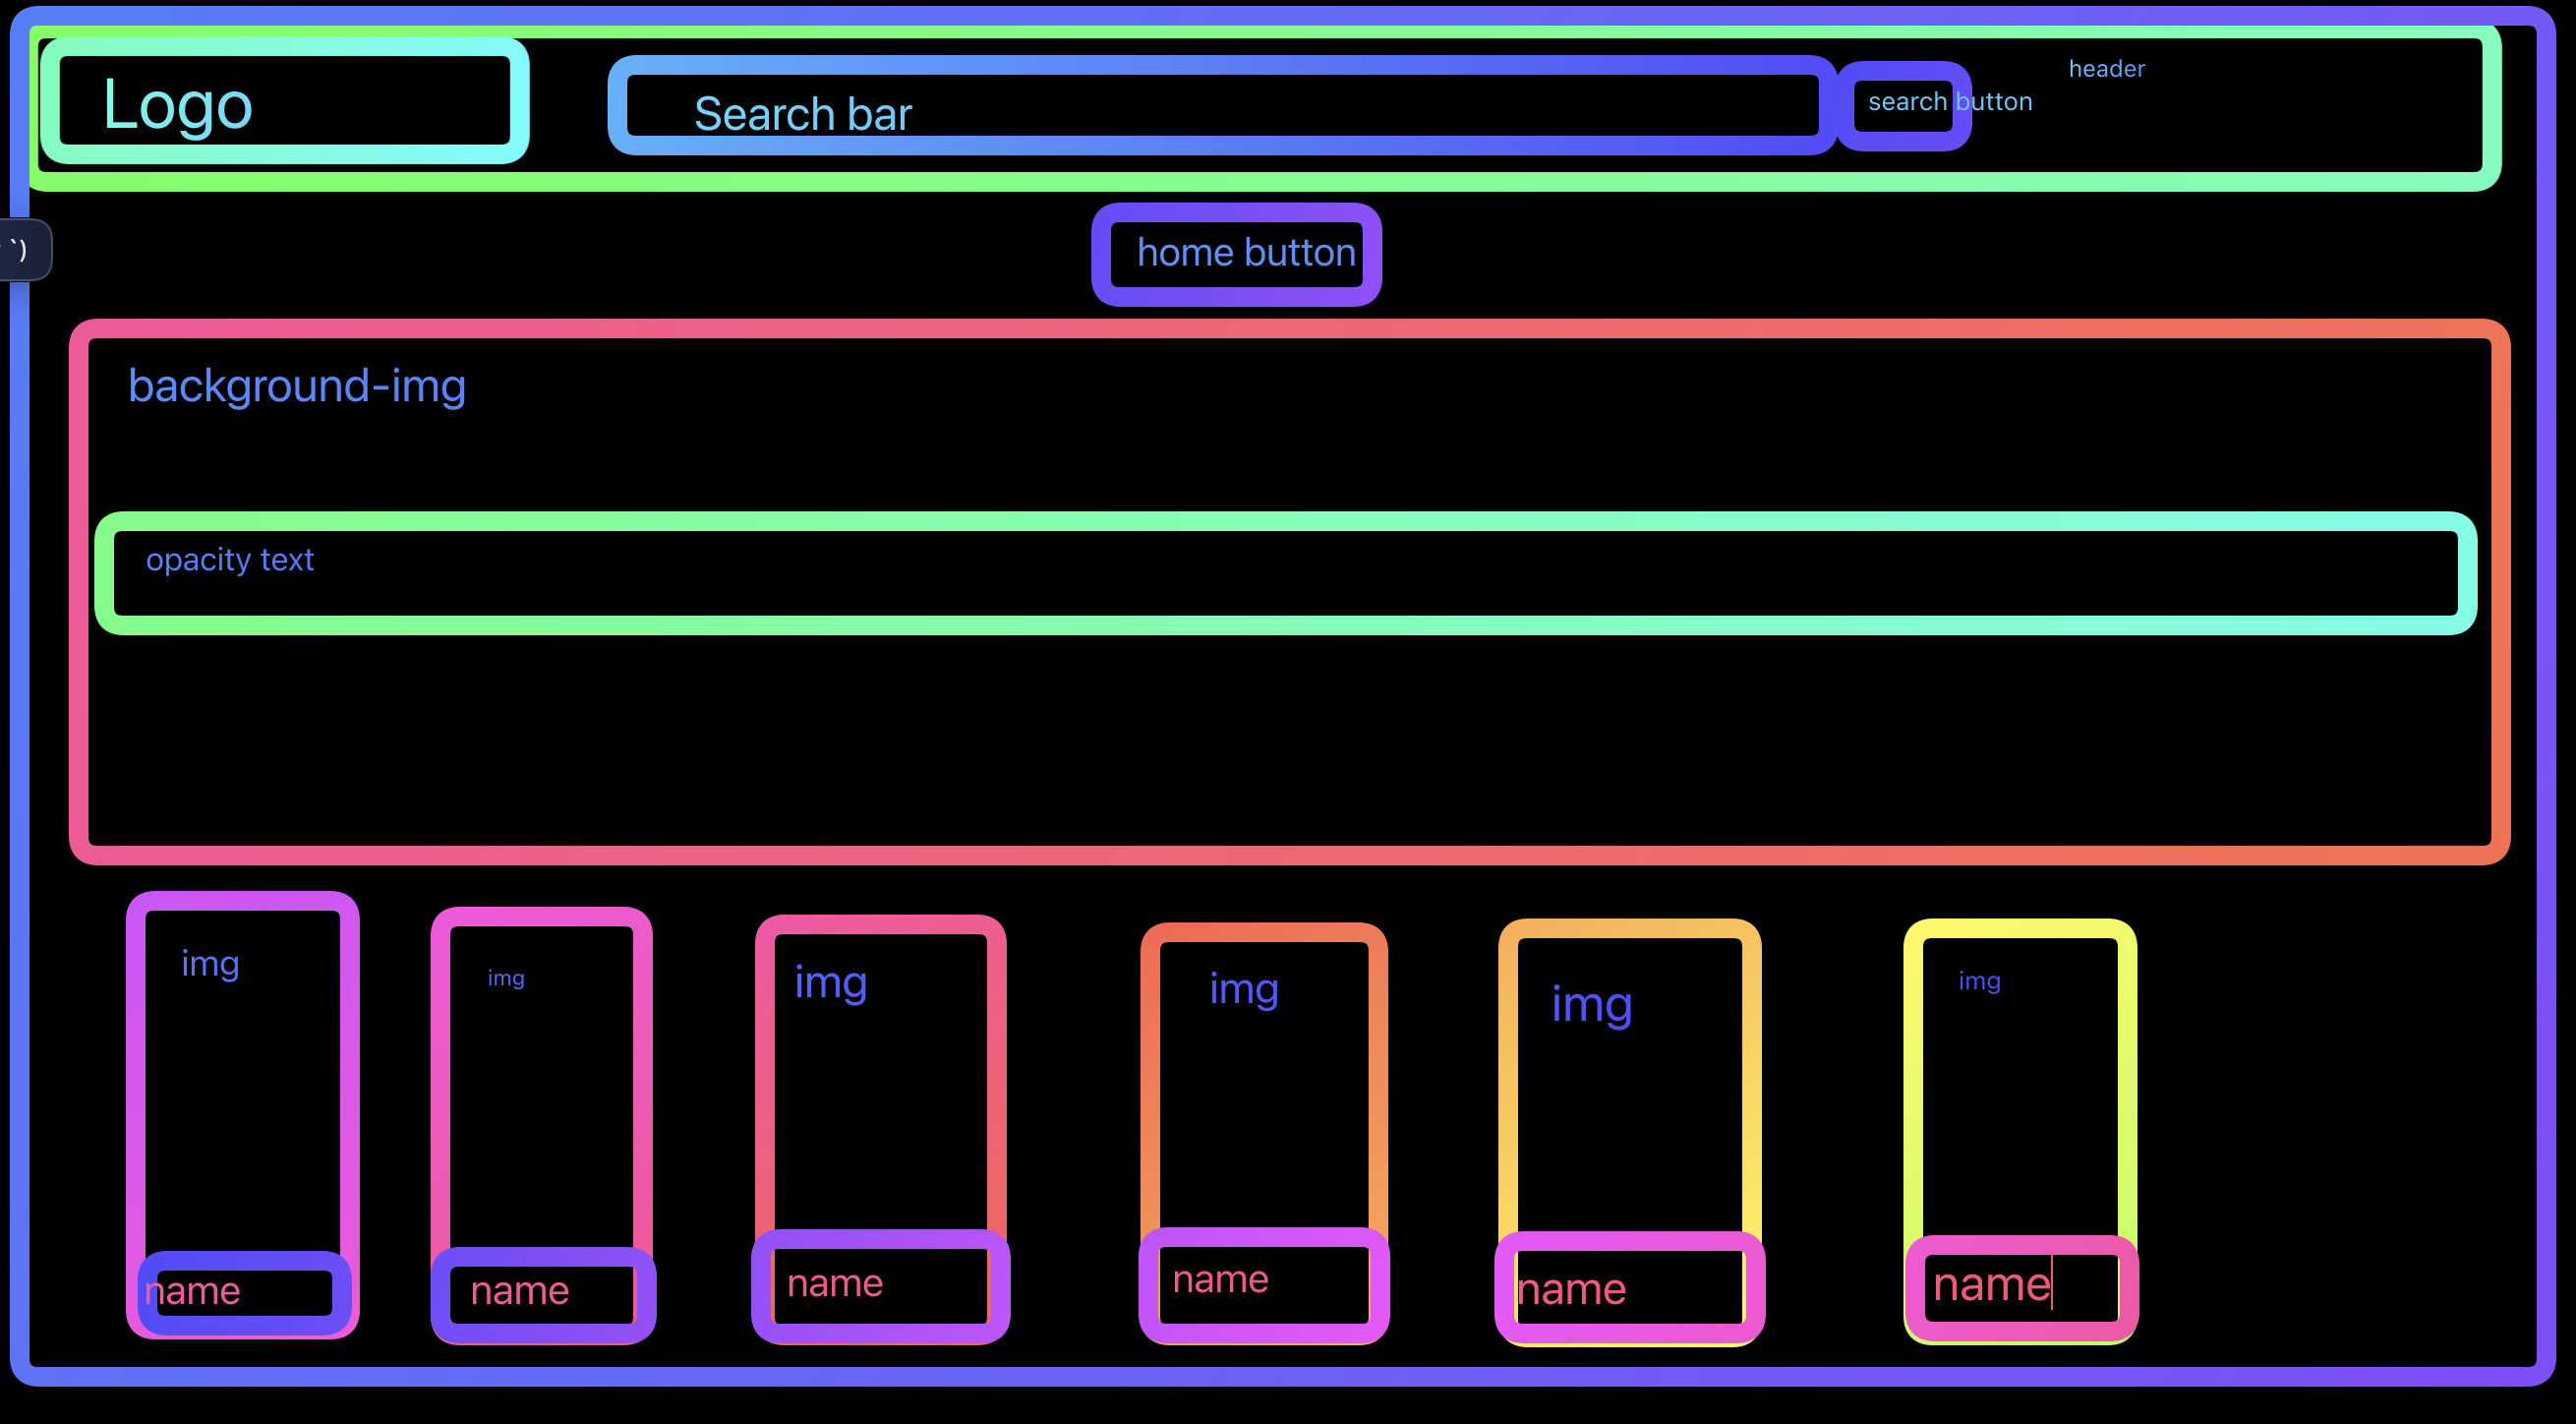 Logo
Search bar
search button
header
`)
home button
background-img
opacity text
img
img
img
img
img
img
name
name
name
name
name
name